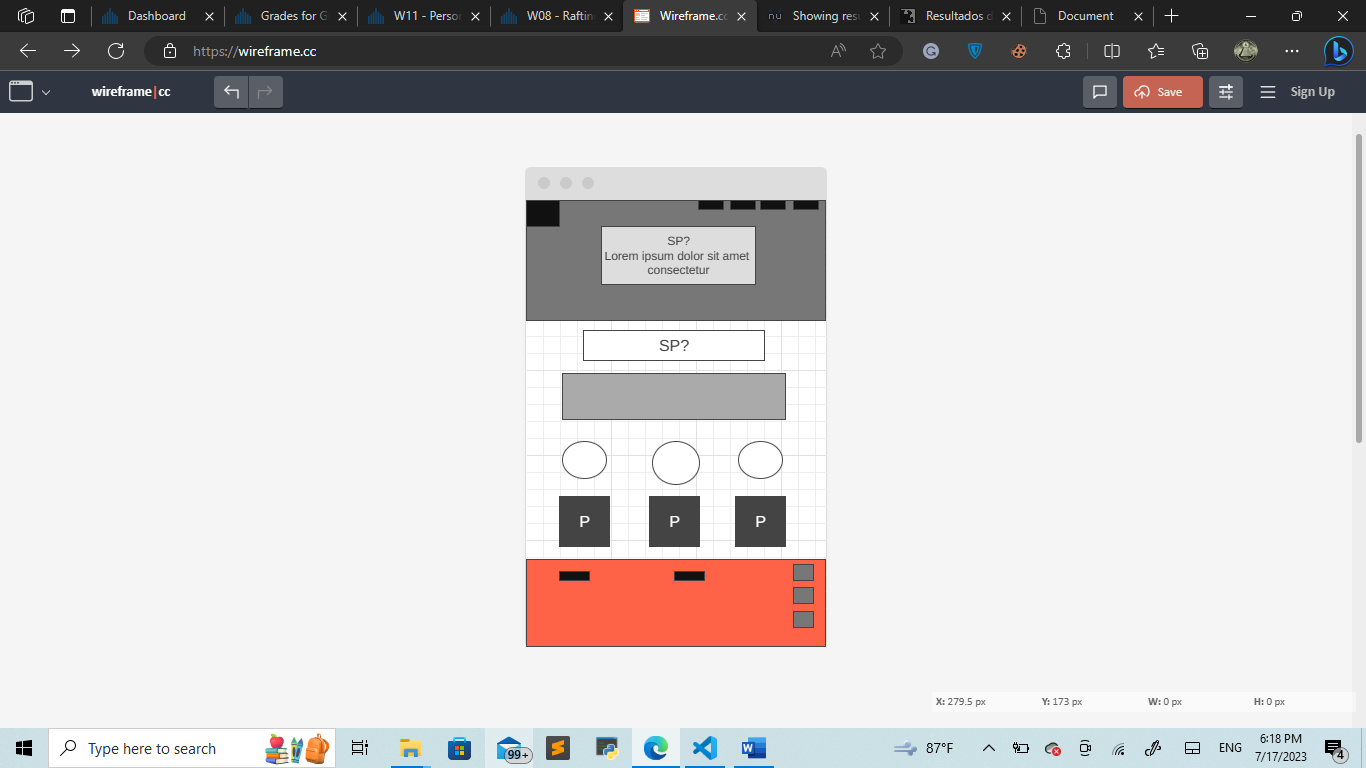 Dashboard
Grades for G
W11 - Person
W08 - Rafting
Wireframe.cc
Showing resu
Resultados d
Document
https://wireframe.cc
wireframe|cc
Save
Sign Up
SP?
Lorem ipsum dolor sit amet
consectetur
SP?
P P P
X: 279.5 px Y: 173 px W: 0 px H: 0 px
Type here to search
99+
87°F
ENG
6:18 PM
7/17/2023
4